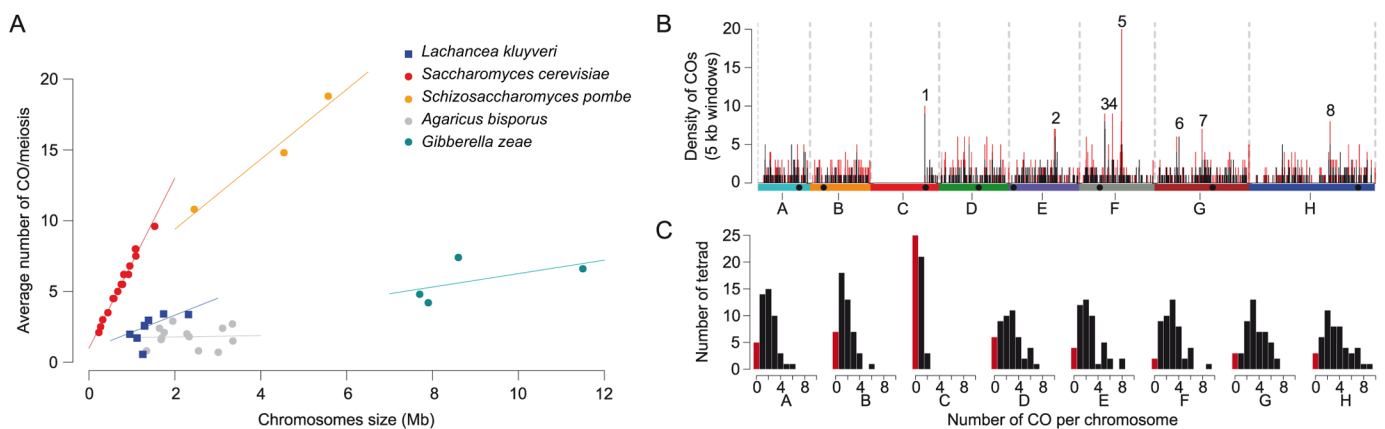 A
Average number of CO/meiosis
20
15
10
5
0
0 2 4 6 8 10 12
Chromosomes size (Mb)
Lachancea kluyveri
Saccharomyces cerevisiae
Schizosaccharomyces pombe
Agaricus bisporus
Gibberella zeae
B
Density of COs
(5 kb windows)
20
15
10
5
0
1 2 34 5 6 7 8
A B C D E F G H
C
Number of tetrad
25
20
15
10
5
0
0 4 8 0 4 8 0 4 8 0 4 8 0 4 8 0 4 8 0 4 8 0 4 8
A B C D E F G H
Number of CO per chromosome